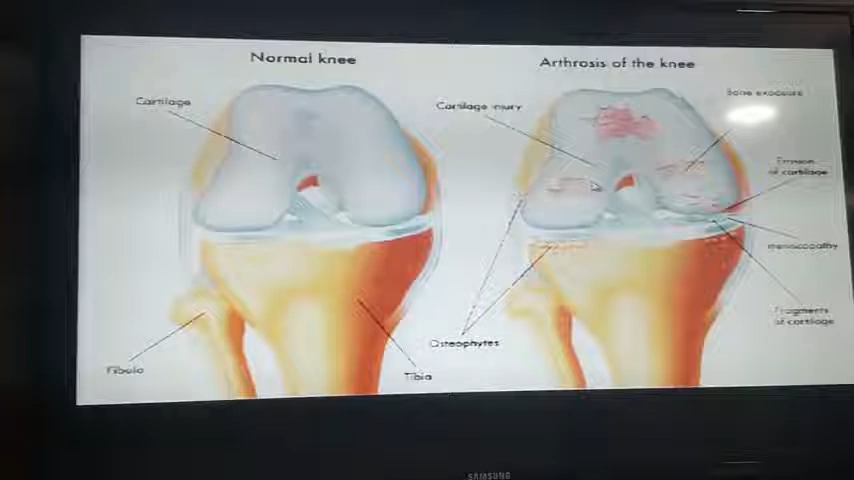 Normal knee
Arthrosis of the knee
Cartilage
Cartilage injury
Bone exposure
Erosion
of cartilage
meniscopathy
Fragments
of cartilage
Osteophytes
Fibula
Tibia
SAMSUNG